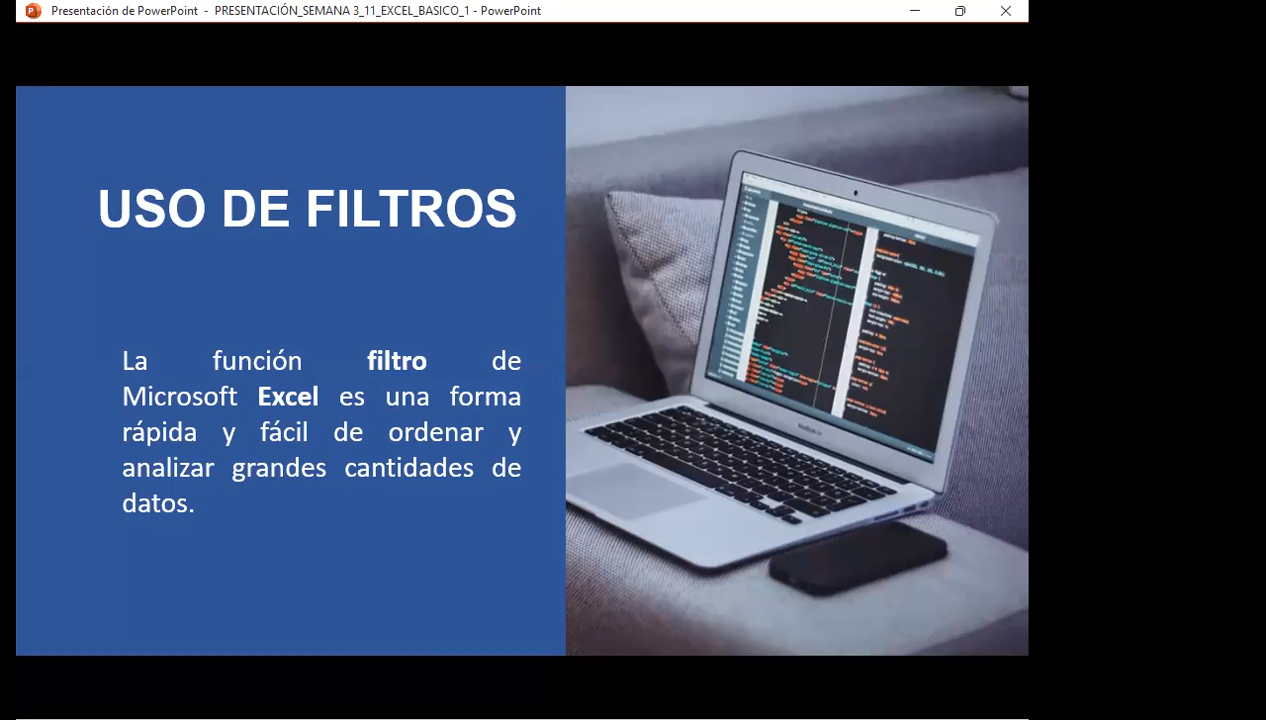 Presentación de PowerPoint - PRESENTACIÓN_SEMANA 3_11_EXCEL_BASICO_1 - PowerPoint
USO DE FILTROS
La función filtro de
Microsoft Excel es una forma
rápida y fácil de ordenar y
analizar grandes cantidades de
datos.